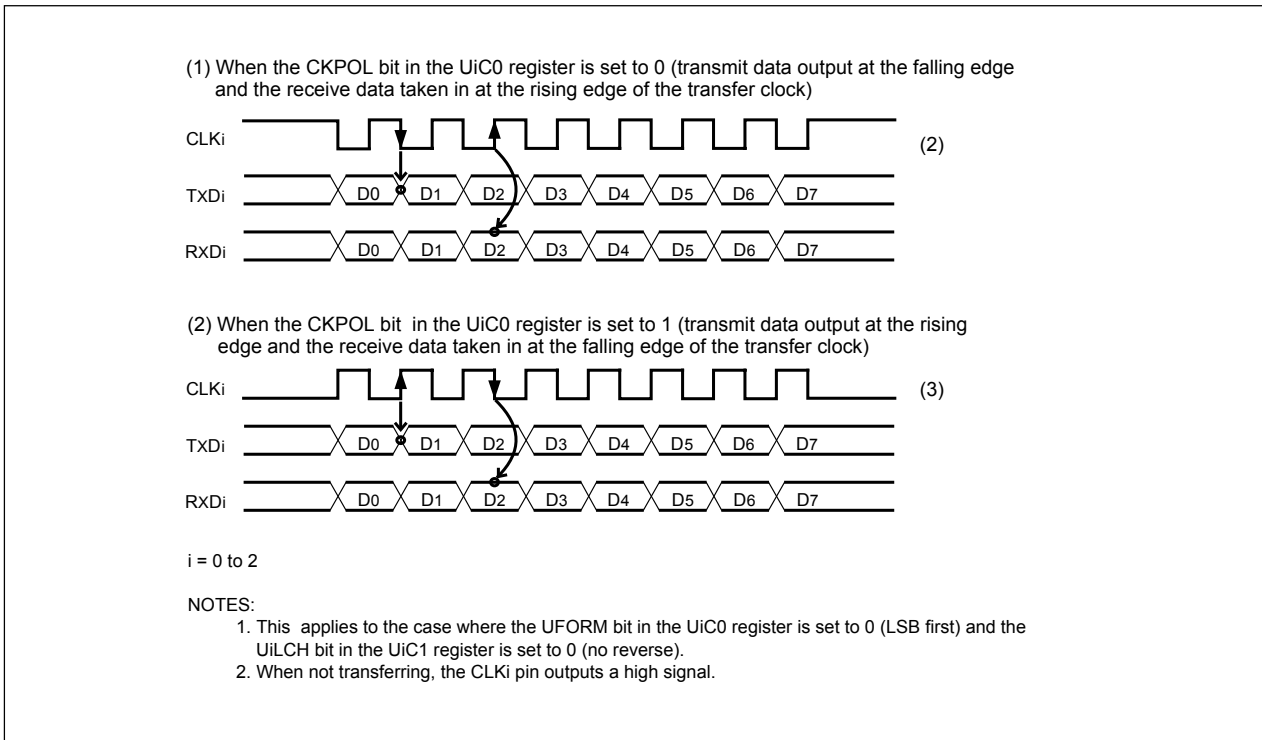 (1) When the CKPOL bit in the UiC0 register is set to 0 (transmit data output at the falling edge
and the receive data taken in at the rising edge of the transfer clock)
CLKi
(2)
TXDi D0 D1 D2 D3 D4 D5 D6 D7
RXDi D0 D1 D2 D3 D4 D5 D6 D7
(2) When the CKPOL bit in the UiC0 register is set to 1 (transmit data output at the rising
edge and the receive data taken in at the falling edge of the transfer clock)
CLKi
(3)
TXDi D0 D1 D2 D3 D4 D5 D6 D7
RXDi D0 D1 D2 D3 D4 D5 D6 D7
i = 0 to 2
NOTES:
1. This applies to the case where the UFORM bit in the UiC0 register is set to 0 (LSB first) and the
UiLCH bit in the UiC1 register is set to 0 (no reverse).
2. When not transferring, the CLKi pin outputs a high signal.